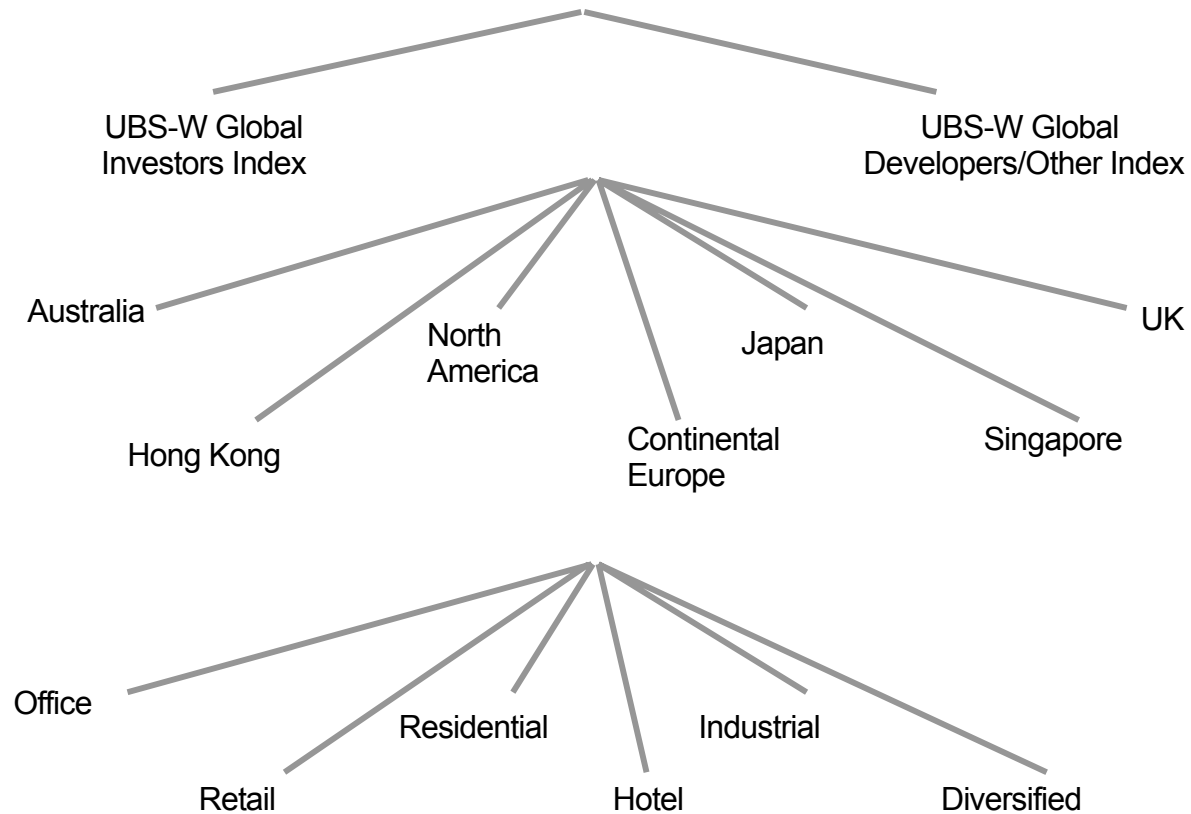 UBS-W Global
Investors Index
UBS-W Global
Developers/Other Index
Australia
North
America
Japan
UK
Hong Kong
Continental
Europe
Singapore
Office
Residential
Industrial
Retail
Hotel
Diversified